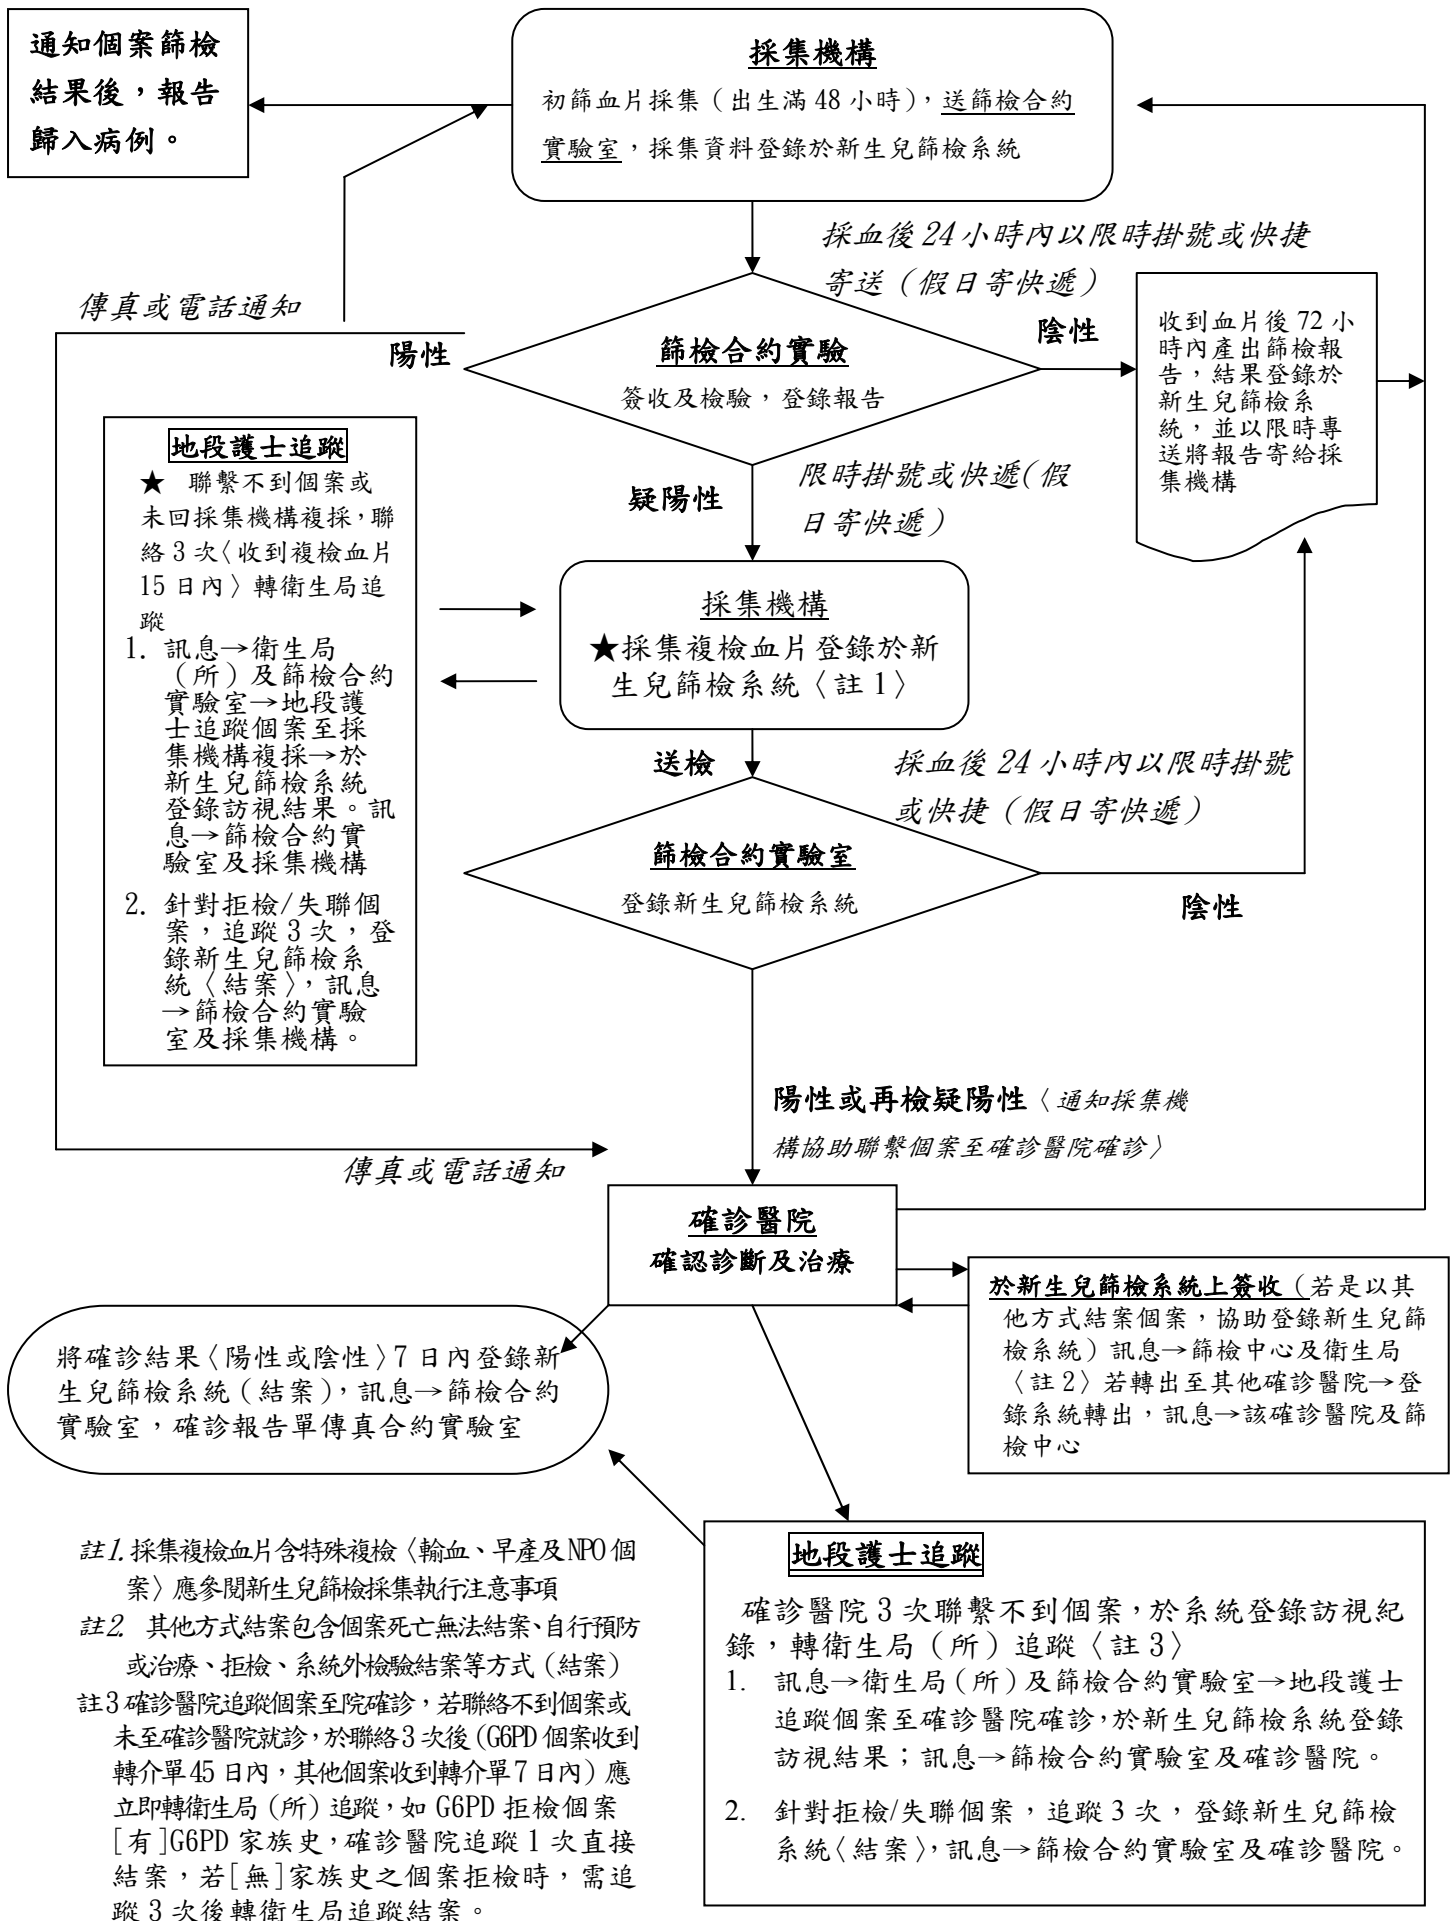 通知個案篩檢
結果後，報告
歸入病例。
採集機構
初篩血片採集（出生滿 48 小時），送篩檢合約
實驗室，採集資料登錄於新生兒篩檢系統
採血後 24 小時內以限時掛號或快捷
寄送（假日寄快遞）
傳真或電話通知
陽性
篩檢合約實驗
簽收及檢驗，登錄報告
陰性
收到血片後 72 小
時內產出篩檢報
告，結果登錄於
新生兒篩檢系
統，並以限時專
送將報告寄給採
集機構
疑陽性
限時掛號或快遞(假
日寄快遞）
地段護士追蹤
★ 聯繫不到個案或
未回採集機構複採，聯
絡 3 次〈收到複檢血片
15 日內〉轉衛生局追
蹤
1. 訊息→衛生局
（所）及篩檢合約
實驗室→地段護
士追蹤個案至採
集機構複採→於
新生兒篩檢系統
登錄訪視結果。訊
息→篩檢合約實
驗室及採集機構
2. 針對拒檢/失聯個
案，追蹤 3 次，登
錄新生兒篩檢系
統〈結案〉，訊息
→篩檢合約實驗
室及採集機構。
採集機構
★採集複檢血片登錄於新
生兒篩檢系統〈註 1〉
送檢
採血後 24 小時內以限時掛號
或快捷（假日寄快遞）
篩檢合約實驗室
登錄新生兒篩檢系統
陰性
陽性或再檢疑陽性〈通知採集機
構協助聯繫個案至確診醫院確診〉
傳真或電話通知
確診醫院
確認診斷及治療
於新生兒篩檢系統上簽收（若是以其
他方式結案個案，協助登錄新生兒篩
檢系統）訊息→篩檢中心及衛生局
〈註 2〉若轉出至其他確診醫院→登
錄系統轉出，訊息→該確診醫院及篩
檢中心
將確診結果〈陽性或陰性〉7 日內登錄新
生兒篩檢系統（結案），訊息→篩檢合約
實驗室，確診報告單傳真合約實驗室
地段護士追蹤
確診醫院 3 次聯繫不到個案，於系統登錄訪視紀
錄，轉衛生局（所）追蹤〈註 3〉
1. 訊息→衛生局（所）及篩檢合約實驗室→地段護士
追蹤個案至確診醫院確診，於新生兒篩檢系統登錄
訪視結果；訊息→篩檢合約實驗室及確診醫院。
2. 針對拒檢/失聯個案，追蹤 3 次，登錄新生兒篩檢
系統〈結案〉，訊息→篩檢合約實驗室及確診醫院。
註1.採集複檢血片含特殊複檢〈輸血、早產及NPO個
案〉應參閱新生兒篩檢採集執行注意事項
註2. 其他方式結案包含個案死亡無法結案、自行預防
或治療、拒檢、系統外檢驗結案等方式（結案）
註3確診醫院追蹤個案至院確診，若聯絡不到個案或
未至確診醫院就診，於聯絡3次後（G6PD個案收到
轉介單45日內，其他個案收到轉介單7日內）應
立即轉衛生局（所）追蹤，如 G6PD 拒檢個案
[有]G6PD 家族史，確診醫院追蹤 1 次直接
結案，若[無]家族史之個案拒檢時，需追
蹤 3 次後轉衛生局追蹤結案。